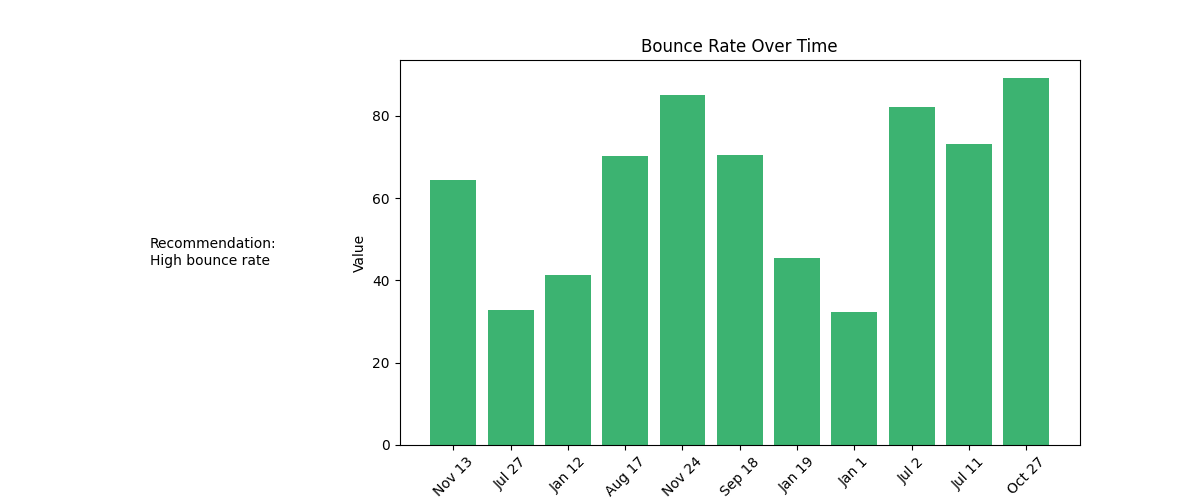 Bounce Rate Over Time
Recommendation:
High bounce rate
Value
80
60
40
20
0
Nov 13
Jul 27
Jan 12
Aug 17
Nov 24
Sep 18
Jan 19
Jan 1
Jul 2
Jul 11
Oct 27